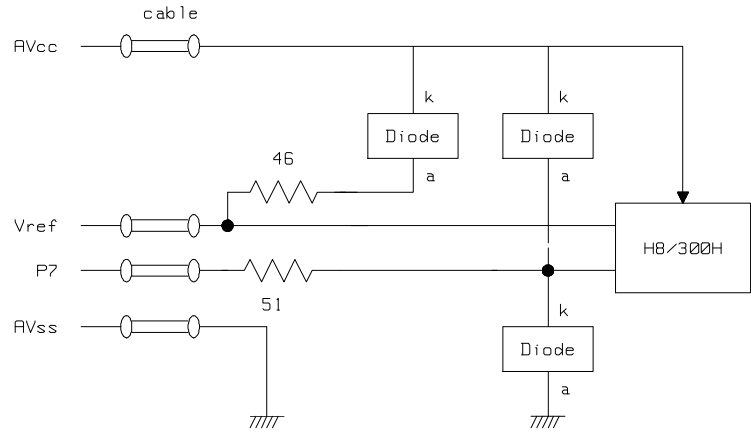 cable
AVcc
k
k
Diode
Diode
46
a
a
Vref
H8/300H
P7
51
k
AVss
Diode
a